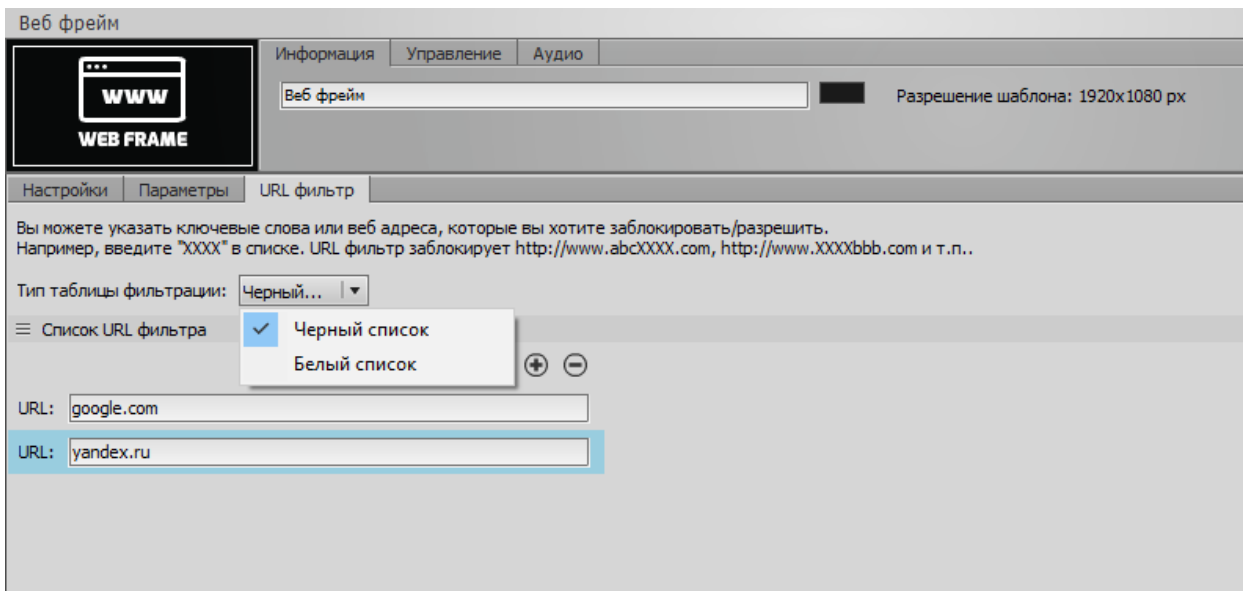 Веб фрейм
WWW
WEB FRAME
Информация Управление Аудио
Веб фрейм
Разрешение шаблона: 1920x1080 px
Настройки Параметры URL фильтр
Вы можете указать ключевые слова или веб адреса, которые вы хотите заблокировать/разрешить.
Например, введите "XXXX" в списке. URL фильтр заблокирует http://www.abcXXXX.com, http://www.XXXXbbb.com и т.п..
Тип таблицы фильтрации: Черный...
Список URL фильтра
Черный список
Белый список
URL: google.com
URL: yandex.ru